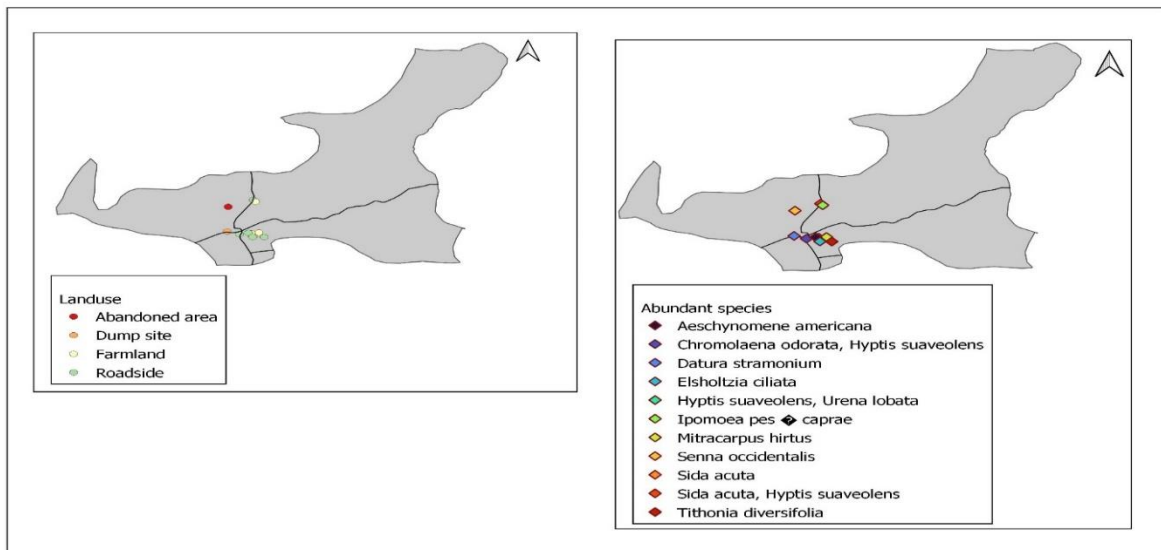 Landuse
Abandoned area
Dump site
Farmland
Roadside
Abundant species
Aeschynomene americana
Chromolaena odorata, Hyptis suaveolens
Datura stramonium
Elsholtzia ciliata
Hyptis suaveolens, Urena lobata
Ipomoea pes � caprae
Mitracarpus hirtus
Senna occidentalis
Sida acuta
Sida acuta, Hyptis suaveolens
Tithonia diversifolia